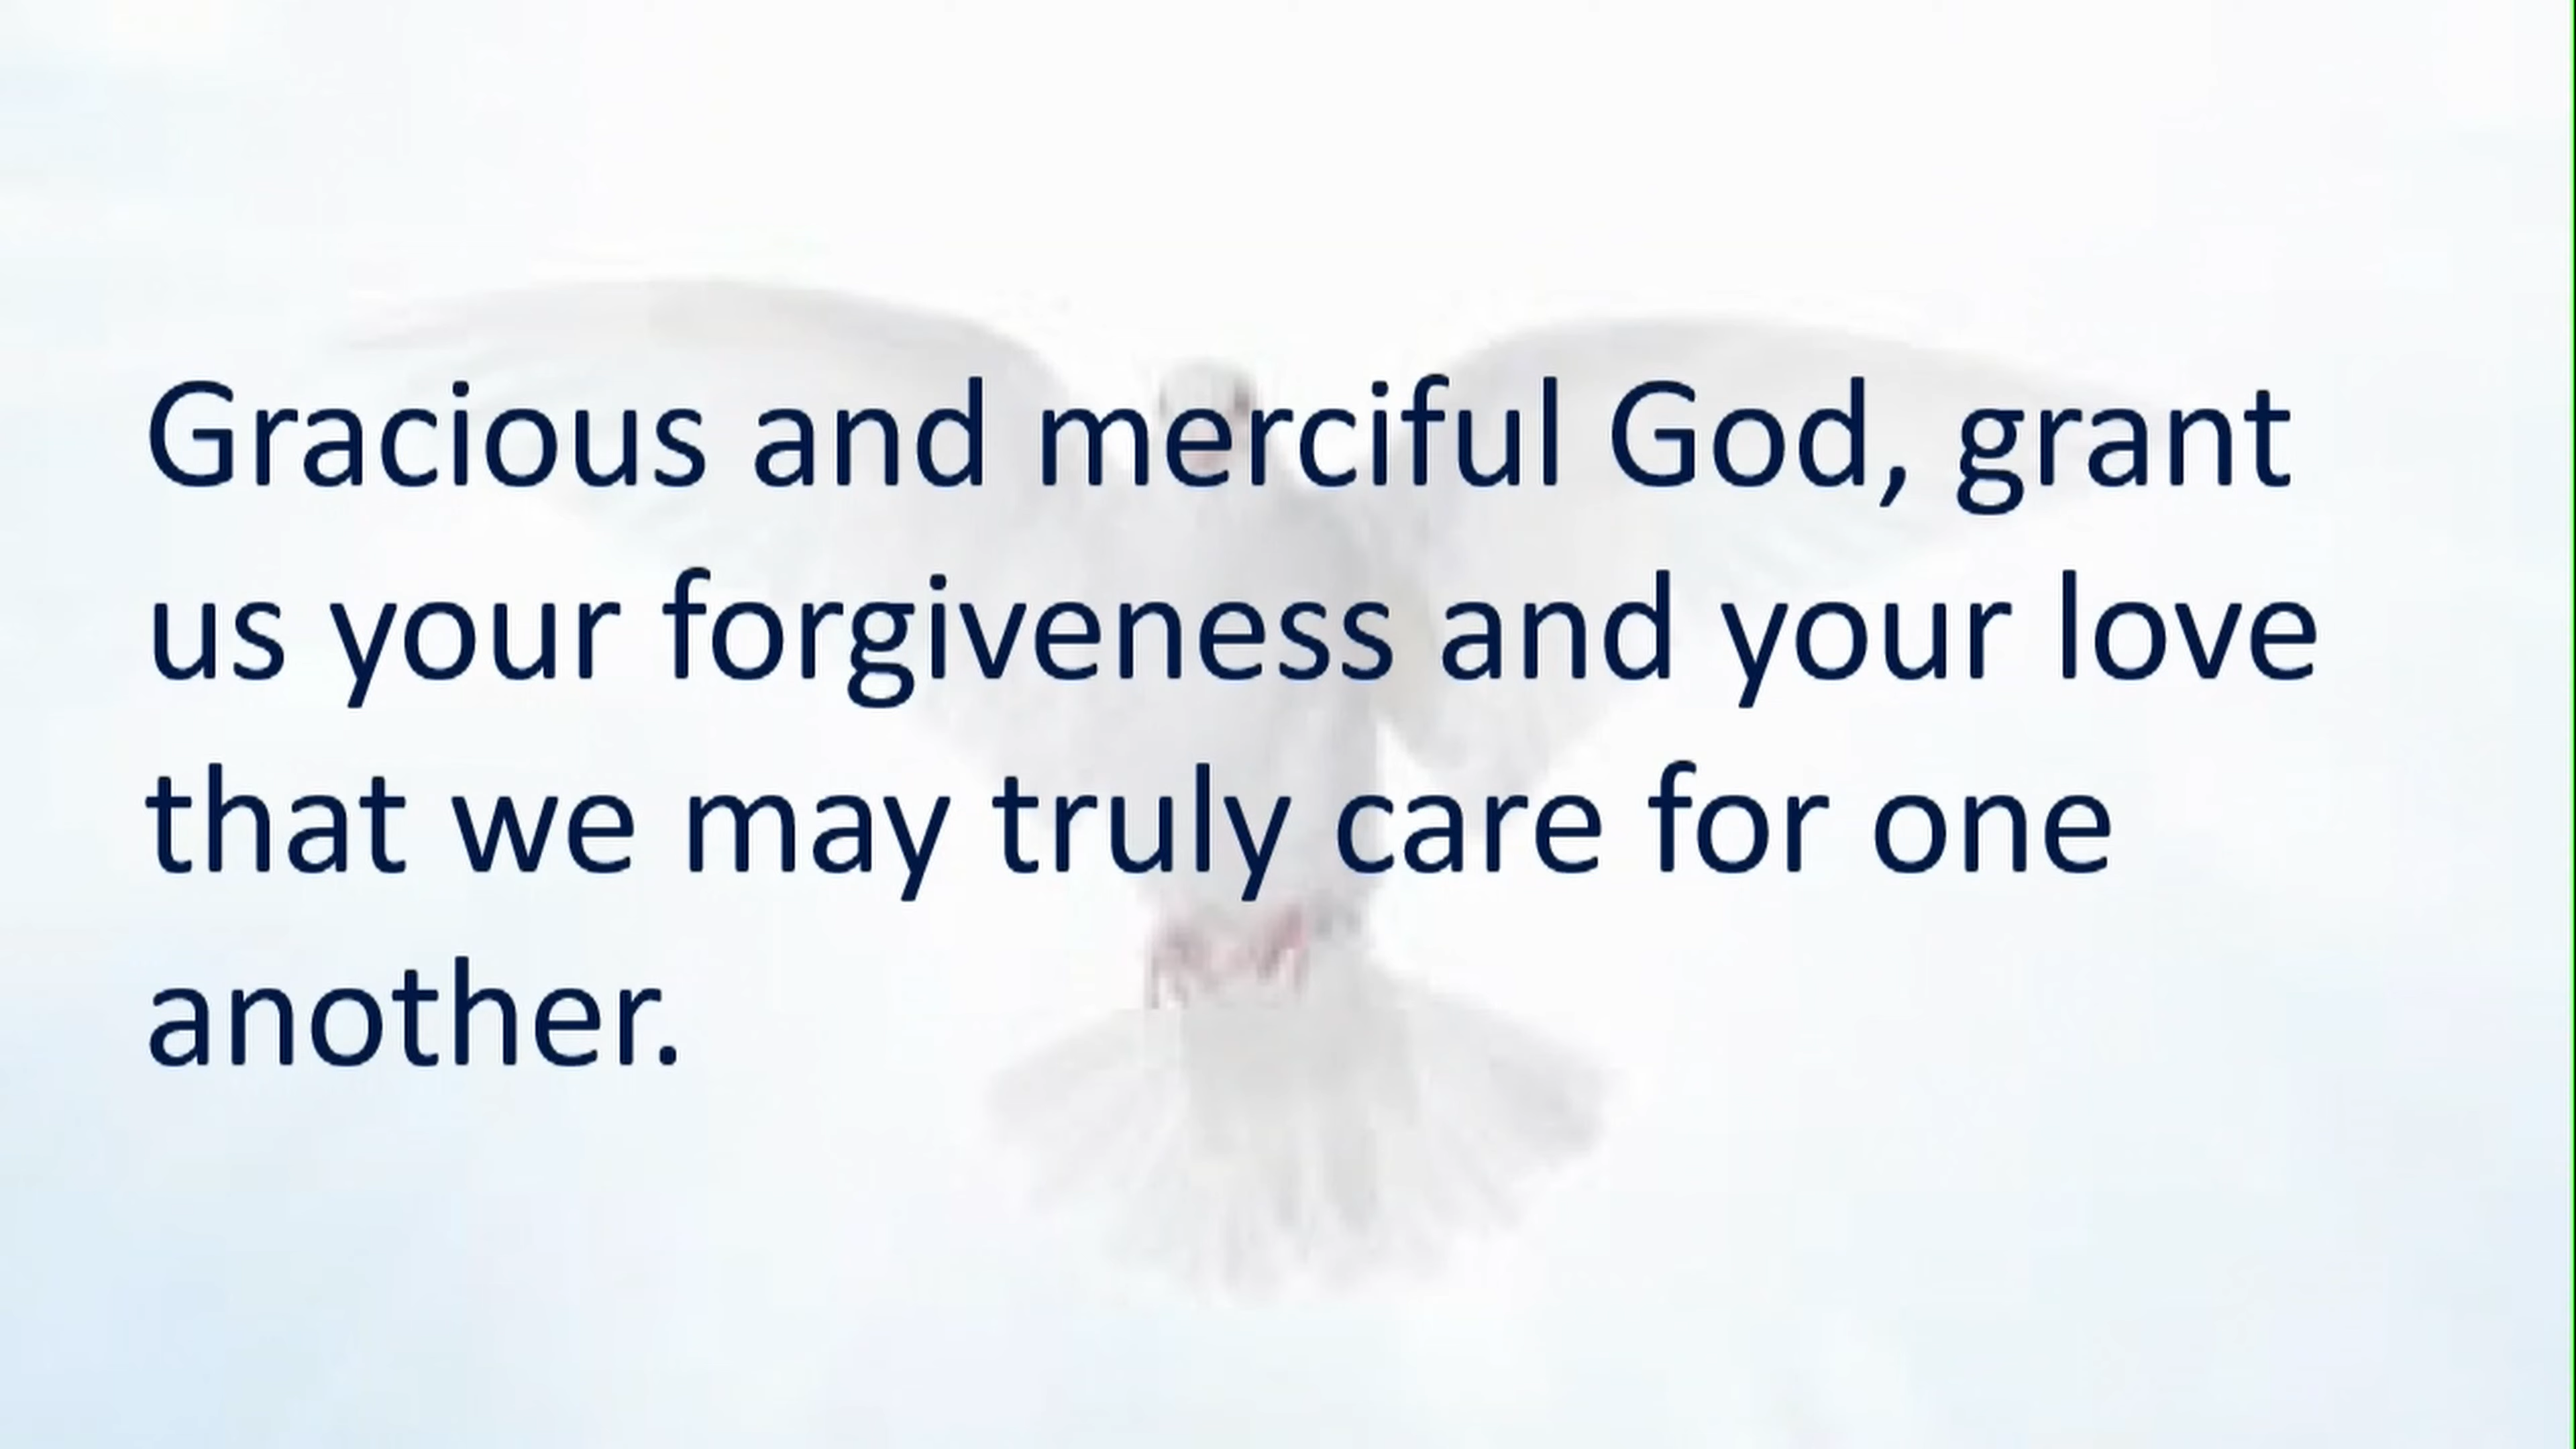 Gracious and merciful God, grant
us your forgiveness and your love
that we may truly care for one
another.